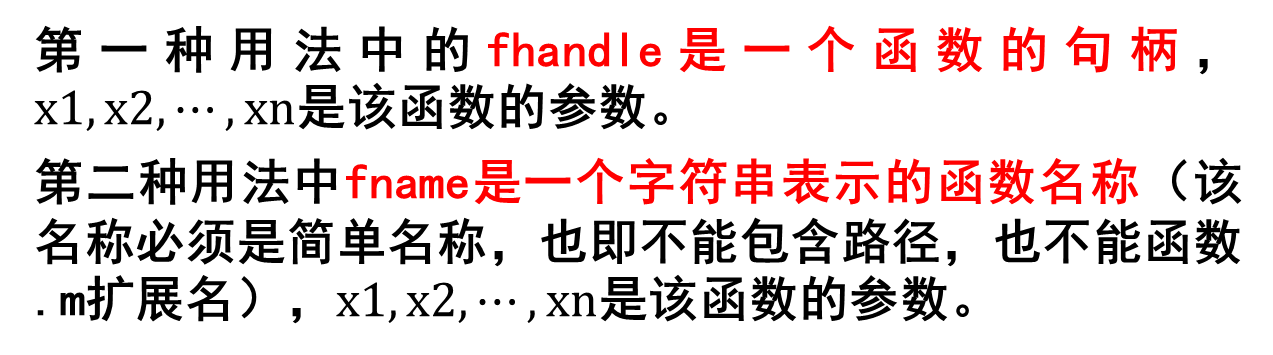 第一种用法中的fhandle是一个函数的句柄，
x1,x2,⋯,xn是该函数的参数。
第二种用法中fname是一个字符串表示的函数名称（该
名称必须是简单名称，也即不能包含路径，也不能函数
.m扩展名），x1,x2,⋯,xn是该函数的参数。